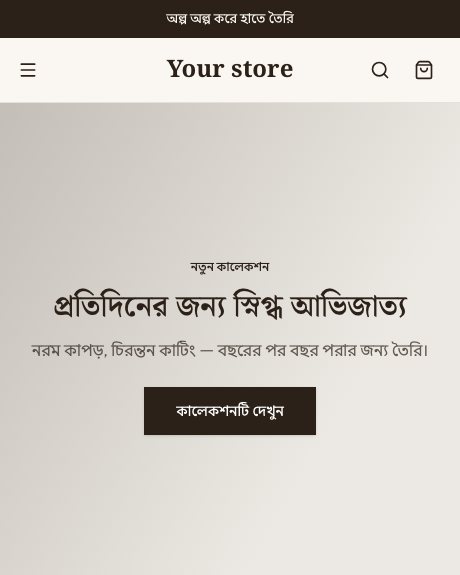 অল্প অল্প করে হাতে তৈরি
Your store
নতুন কালেকশন
প্রতিদিনের জন্য স্নিগ্ধ আভিজাত্য
নরম কাপড়, চিরন্তন কাটিং — বছরের পর বছর পরার জন্য তৈরি।
কালেকশনটি দেখুন